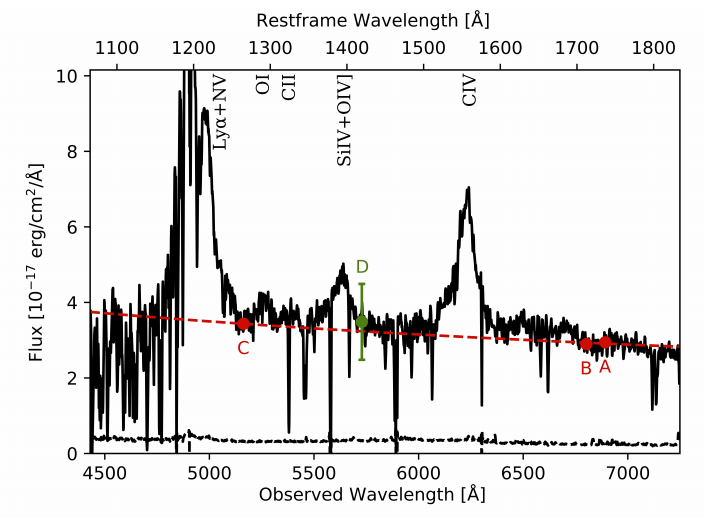 Restframe Wavelength [Å]
1100 1200 1300 1400 1500 1600 1700 1800
10
8
6
4
2
0
Flux [10⁻¹⁷ erg/cm²/Å]
Lyα+NV
OI
CII
SiIV+OIV]
CIV
D
C
B A
4500 5000 5500 6000 6500 7000
Observed Wavelength [Å]